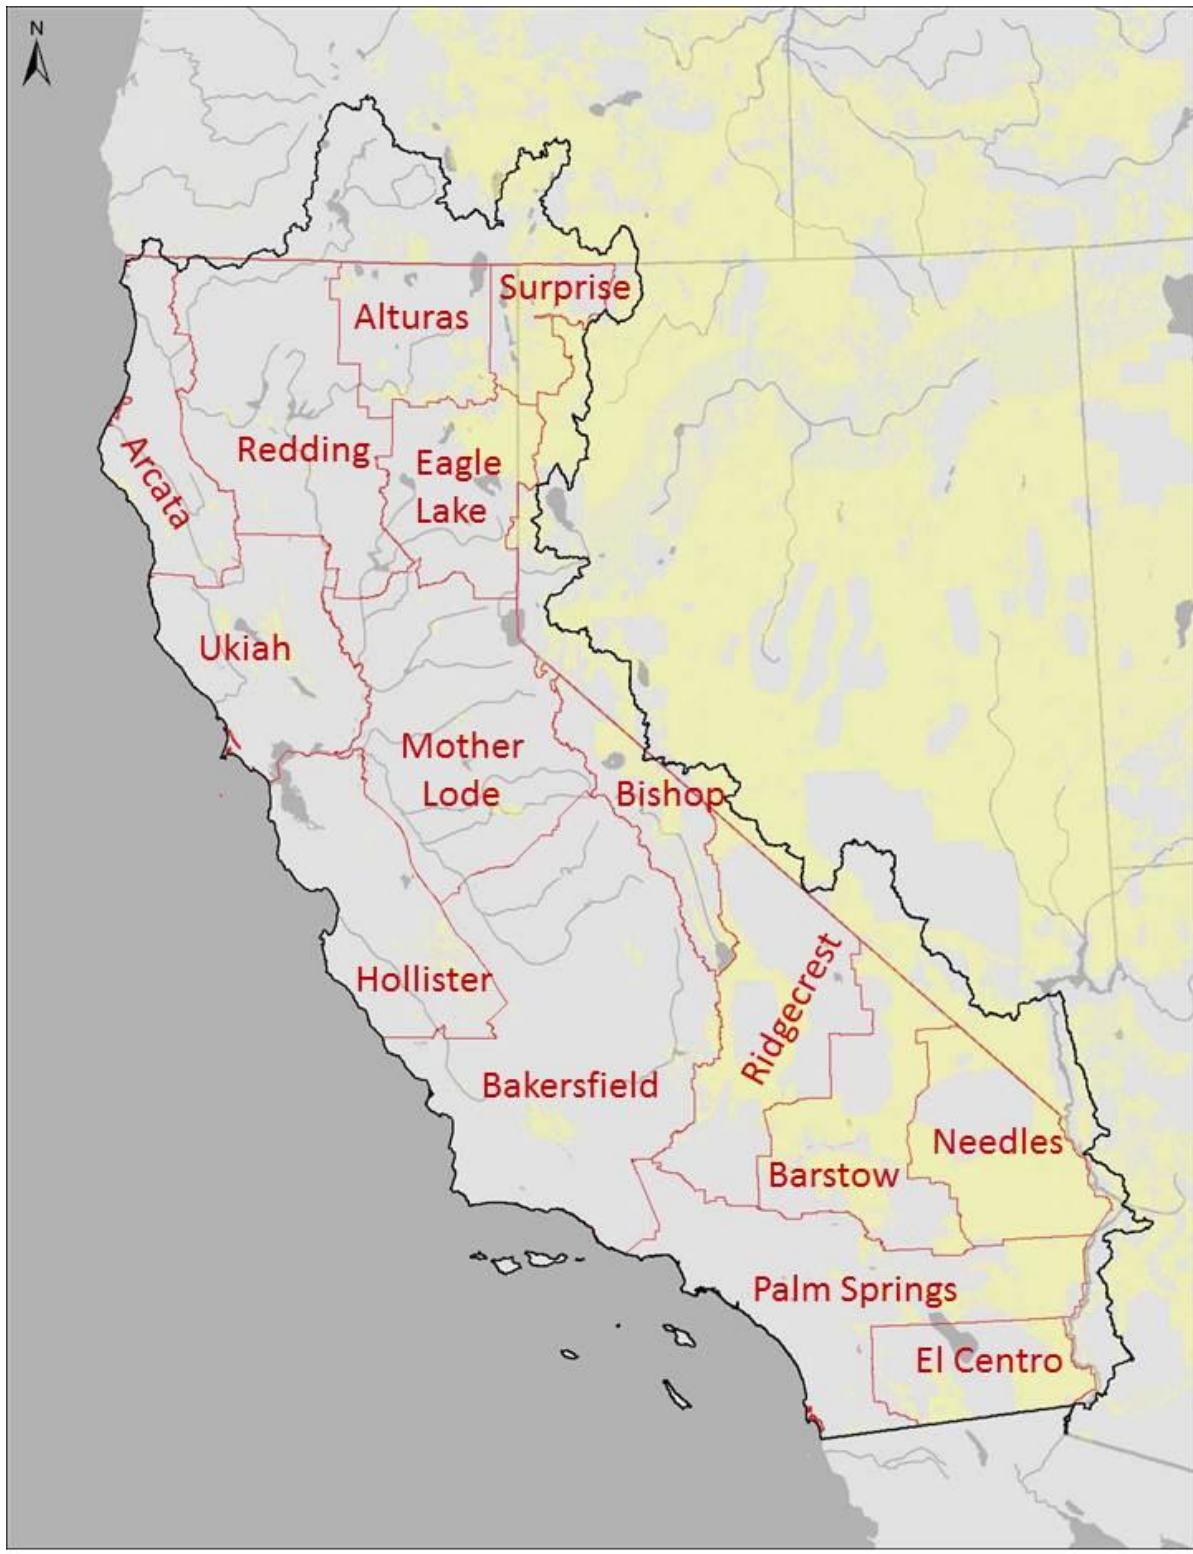 N
Surprise
Alturas
Redding
Eagle
Lake
Arcata
Ukiah
Mother
Lode
Bishop
Hollister
Ridgecrest
Bakersfield
Needles
Barstow
Palm Springs
El Centro